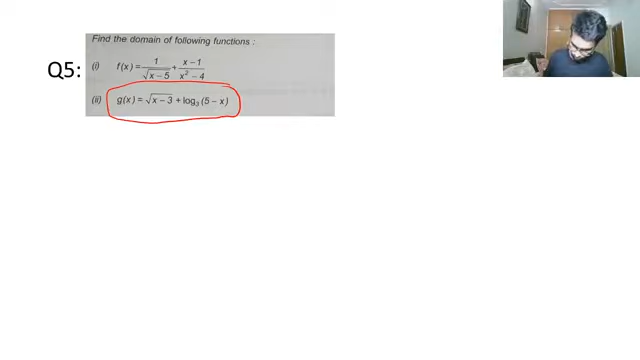 Find the domain of following functions :
Q5:
(i) f(x) = 1/√(x – 5) + (x – 1)/(x² – 4)
(ii) g(x) = √(x – 3) + log₃ (5 – x)